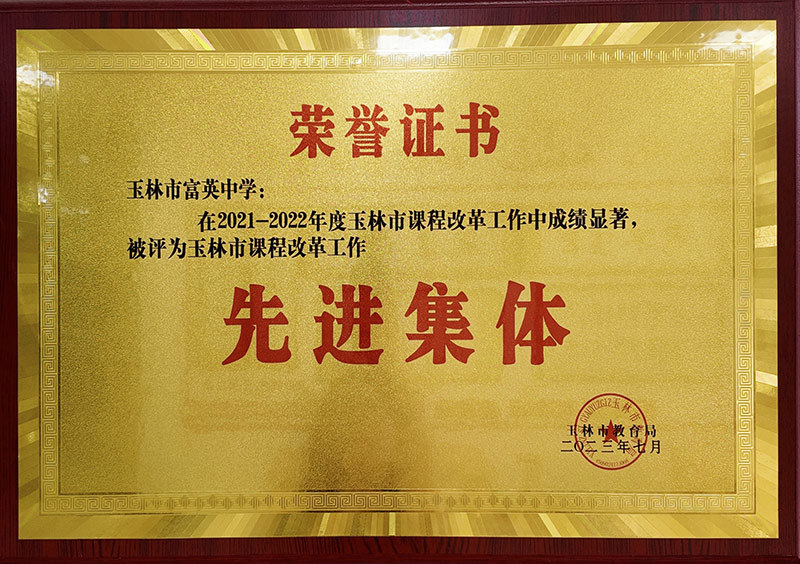 荣誉证书
玉林市富英中学：
在2021-2022年度玉林市课程改革工作中成绩显著，
被评为玉林市课程改革工作
先进集体
玉林市教育局
二〇二三年七月